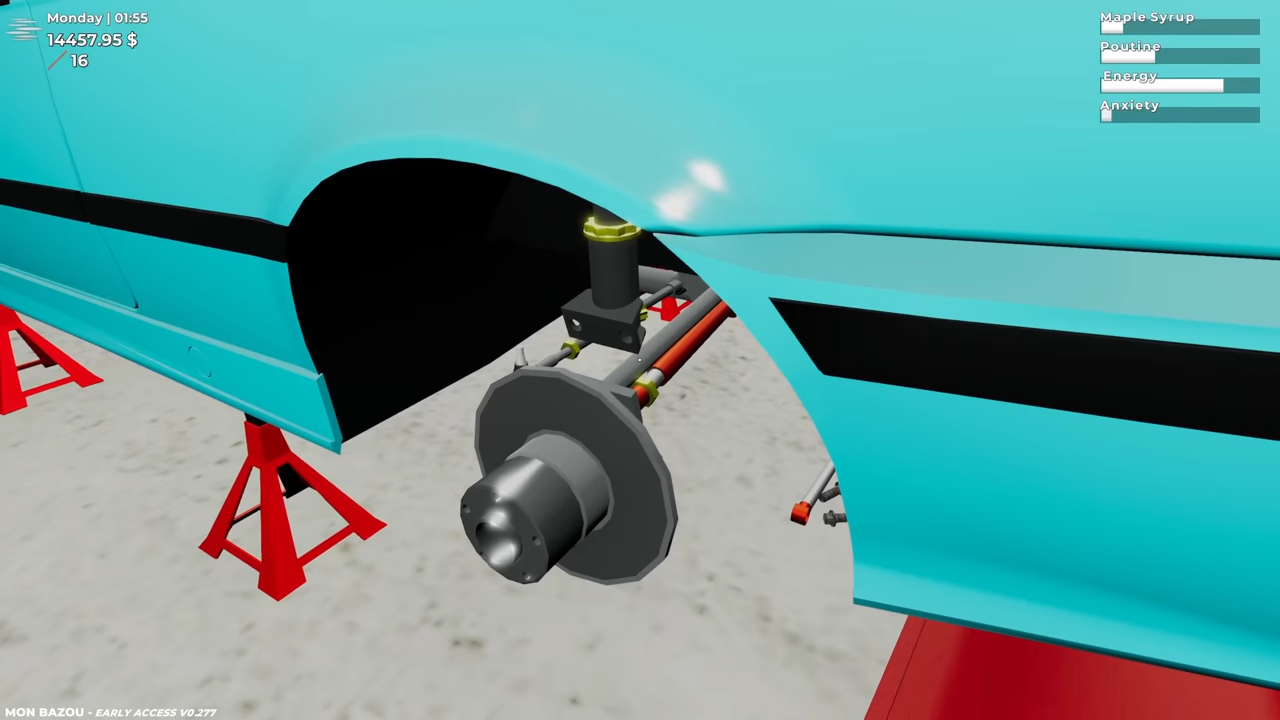 Monday | 01:55
14457.95 $
16
Maple Syrup
Poutine
Energy
Anxiety
MON BAZOU - EARLY ACCESS V0.277